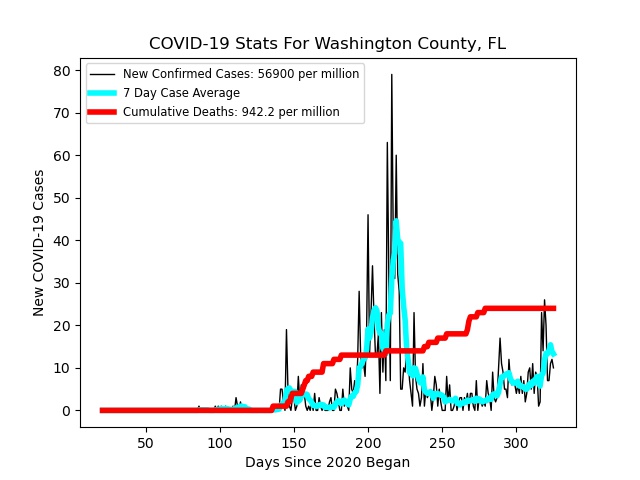 COVID-19 Stats For Washington County, FL
New Confirmed Cases: 56900 per million
7 Day Case Average
Cumulative Deaths: 942.2 per million
New COVID-19 Cases
80
70
60
50
40
30
20
10
0
50 100 150 200 250 300
Days Since 2020 Began